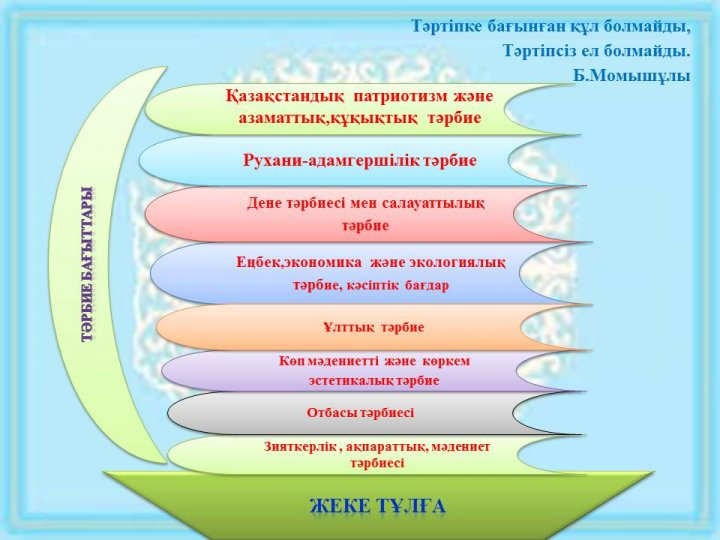 Тәртіпке бағынған құл болмайды,
Тәртіпсіз ел болмайды.
Б.Момышұлы
ТӘРБИЕ БАҒЫТТАРЫ
Қазақстандық патриотизм және
азаматтық,құқықтық тәрбие
Рухани-адамгершілік тәрбие
Дене тәрбиесі мен салауаттылық
тәрбие
Еңбек,экономика және экологиялық
тәрбие, кәсіптік бағдар
Ұлттық тәрбие
Көп мәдениетті және көркем
эстетикалық тәрбие
Отбасы тәрбиесі
Зияткерлік , ақпараттық, мәдениет
тәрбиесі
ЖЕКЕ ТҰЛҒА